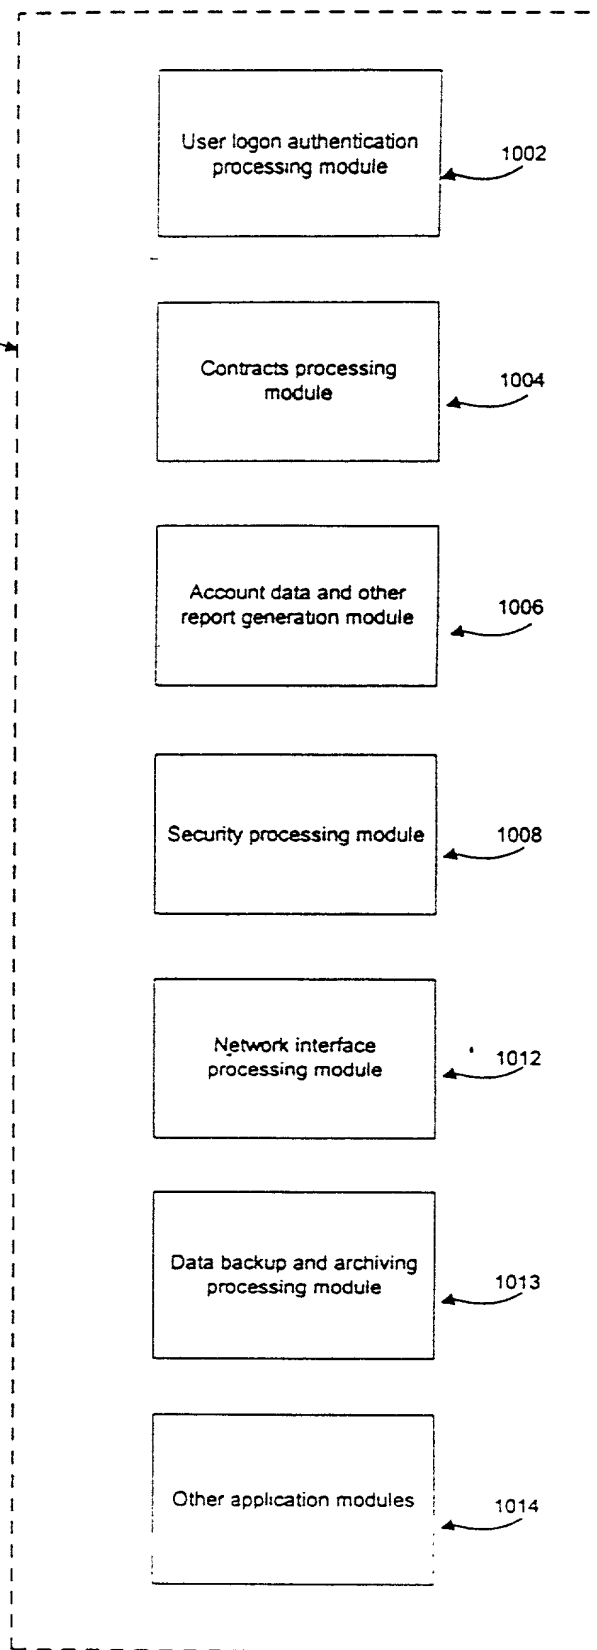 User logon authentication
processing module
1002
Contracts processing
module
1004
Account data and other
report generation module
1006
Security processing module
1008
Network interface
processing module
1012
Data backup and archiving
processing module
1013
Other application modules
1014